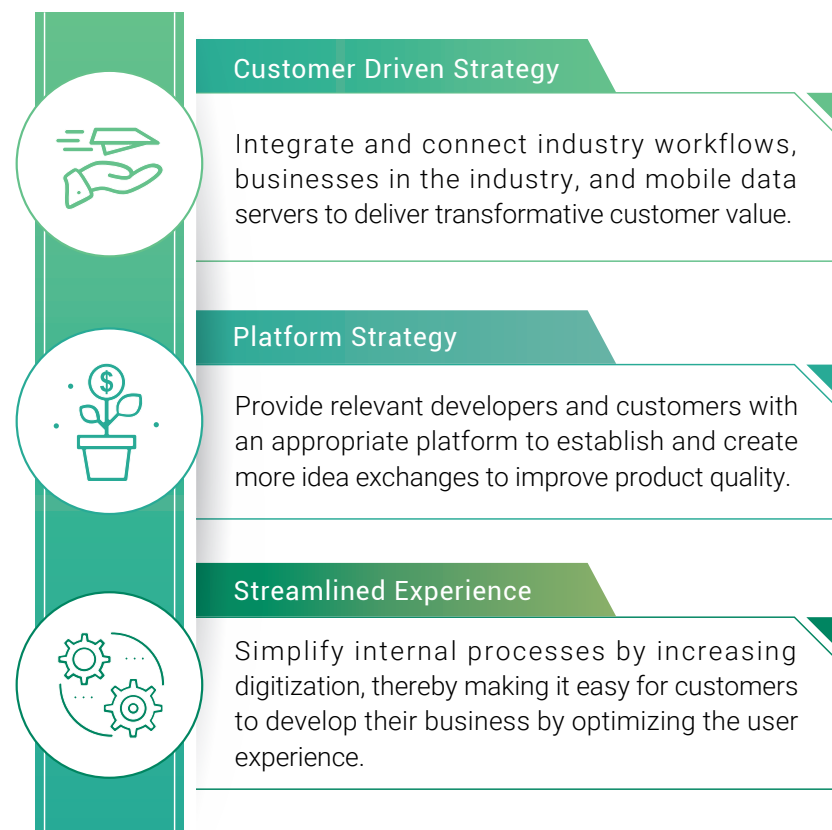 Customer Driven Strategy
Integrate and connect industry workflows,
businesses in the industry, and mobile data
servers to deliver transformative customer value.
$
Platform Strategy
Provide relevant developers and customers with
an appropriate platform to establish and create
more idea exchanges to improve product quality.
Streamlined Experience
Simplify internal processes by increasing
digitization, thereby making it easy for customers
to develop their business by optimizing the user
experience.